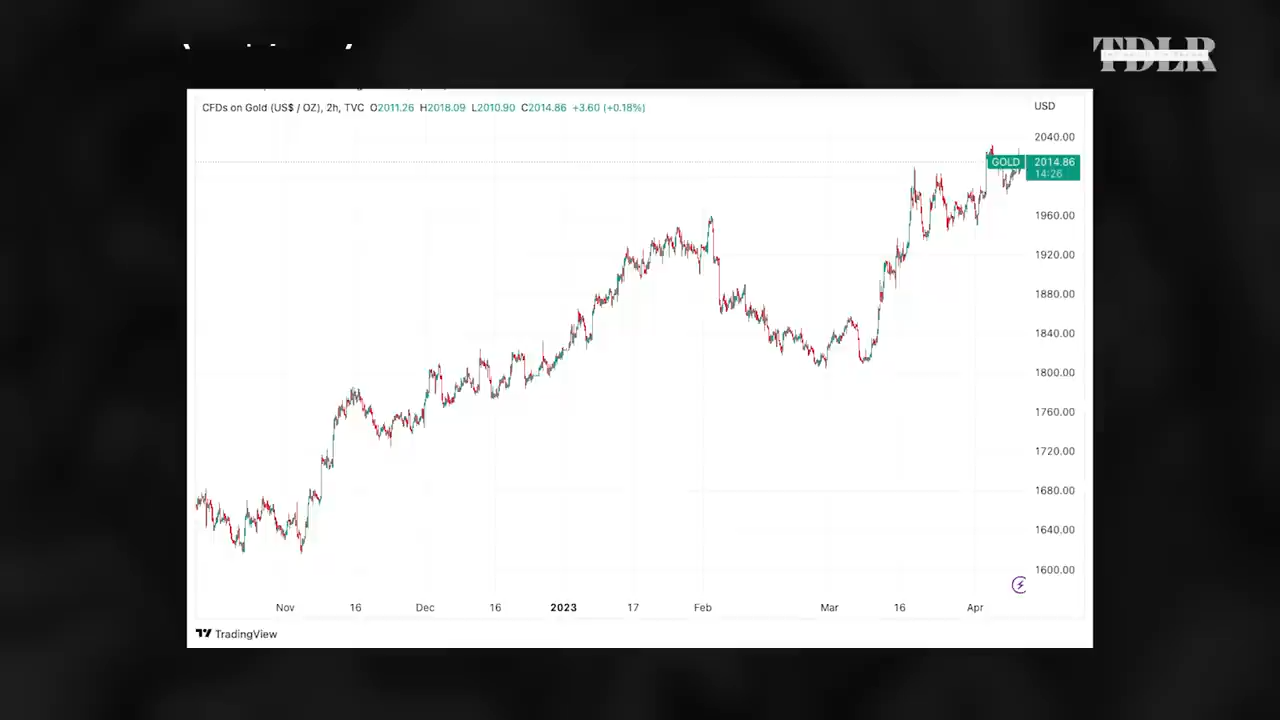 TDLR
CFDs on Gold (US$ / OZ), 2h, TVC O2011.26 H2018.09 L2010.90 C2014.86 +3.60 (+0.18%)
USD
2040.00
GOLD 2014.86
14:26
1960.00
1920.00
1880.00
1840.00
1800.00
1760.00
1720.00
1680.00
1640.00
1600.00
Nov 16 Dec 16 2023 17 Feb Mar 16 Apr
TradingView